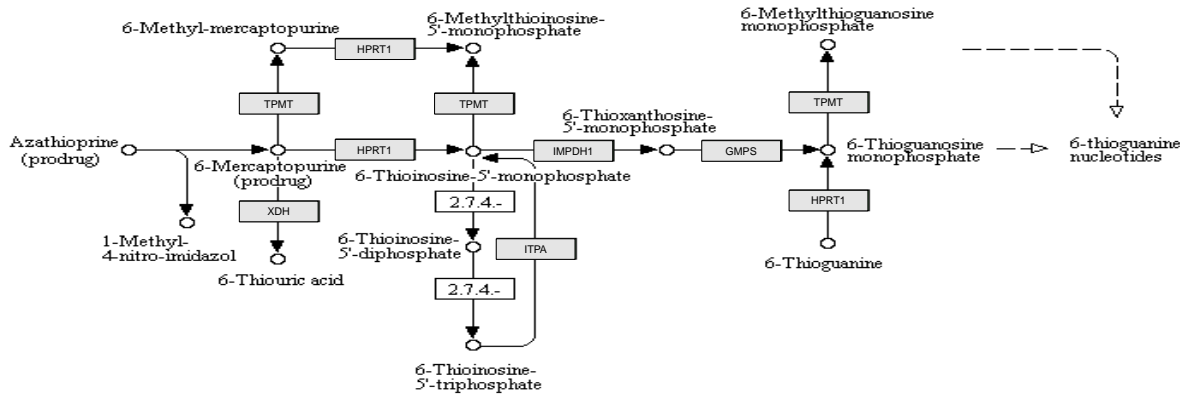 6-Methyl-mercaptopurine
HPRT1
6-Methylthioinosine-
5'-monophosphate
6-Methylthioguanosine
monophosphate
TPMT
TPMT
TPMT
Azathioprine
(prodrug)
6-Mercaptopurine
(prodrug)
HPRT1
6-Thioinosine-5'-monophosphate
IMPDH1
6-Thioxanthosine-
5'-monophosphate
GMPS
6-Thioguanosine
monophosphate
6-thioguanine
nucleotides
XDH
2.7.4.-
HPRT1
1-Methyl-
4-nitro-imidazol
6-Thiouric acid
6-Thioinosine-
5'-diphosphate
ITPA
6-Thioguanine
2.7.4.-
6-Thioinosine-
5'-triphosphate